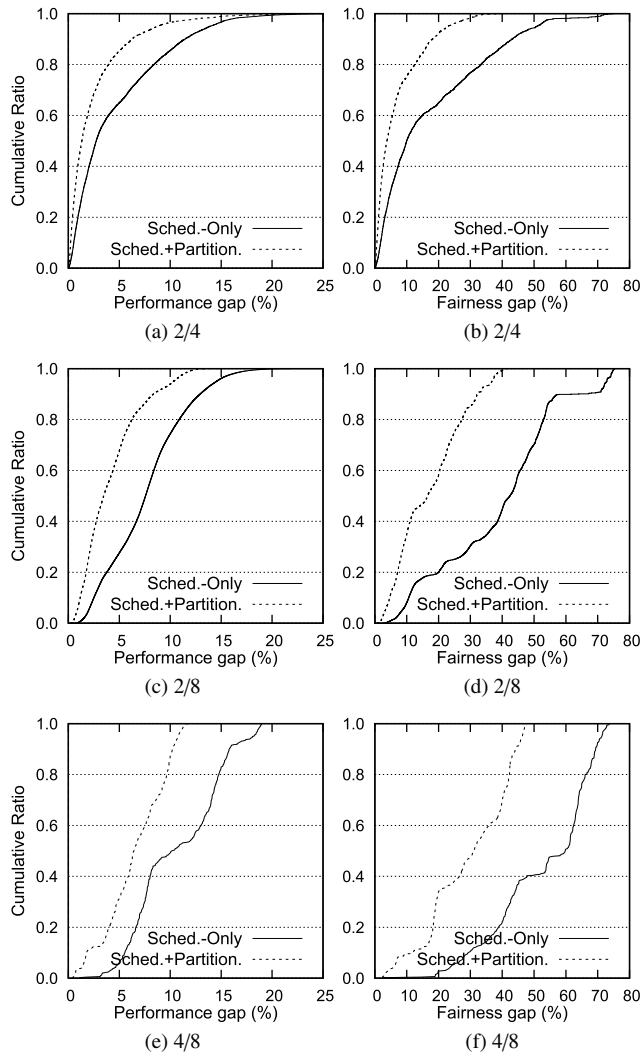 1.0
0.8
0.6
0.4
0.2
0.0
Cumulative Ratio
Sched.-Only
Sched.+Partition.
0 5 10 15 20 25
Performance gap (%)
(a) 2/4
1.0
0.8
0.6
0.4
0.2
0.0
Sched.-Only
Sched.+Partition.
0 10 20 30 40 50 60 70 80
Fairness gap (%)
(b) 2/4
1.0
0.8
0.6
0.4
0.2
0.0
Cumulative Ratio
Sched.-Only
Sched.+Partition.
0 5 10 15 20 25
Performance gap (%)
(c) 2/8
1.0
0.8
0.6
0.4
0.2
0.0
Sched.-Only
Sched.+Partition.
0 10 20 30 40 50 60 70 80
Fairness gap (%)
(d) 2/8
1.0
0.8
0.6
0.4
0.2
0.0
Cumulative Ratio
Sched.-Only
Sched.+Partition.
0 5 10 15 20 25
Performance gap (%)
(e) 4/8
1.0
0.8
0.6
0.4
0.2
0.0
Sched.-Only
Sched.+Partition.
0 10 20 30 40 50 60 70 80
Fairness gap (%)
(f) 4/8